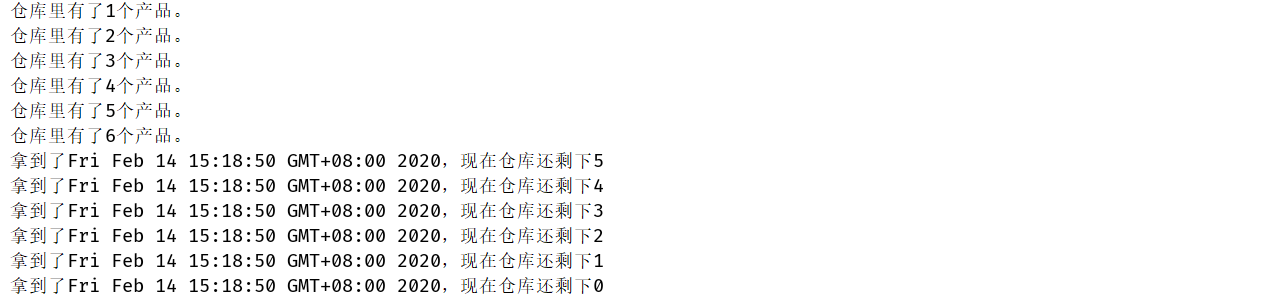 仓库里有了1个产品。
仓库里有了2个产品。
仓库里有了3个产品。
仓库里有了4个产品。
仓库里有了5个产品。
仓库里有了6个产品。
拿到了Fri Feb 14 15:18:50 GMT+08:00 2020，现在仓库还剩下5
拿到了Fri Feb 14 15:18:50 GMT+08:00 2020，现在仓库还剩下4
拿到了Fri Feb 14 15:18:50 GMT+08:00 2020，现在仓库还剩下3
拿到了Fri Feb 14 15:18:50 GMT+08:00 2020，现在仓库还剩下2
拿到了Fri Feb 14 15:18:50 GMT+08:00 2020，现在仓库还剩下1
拿到了Fri Feb 14 15:18:50 GMT+08:00 2020，现在仓库还剩下0